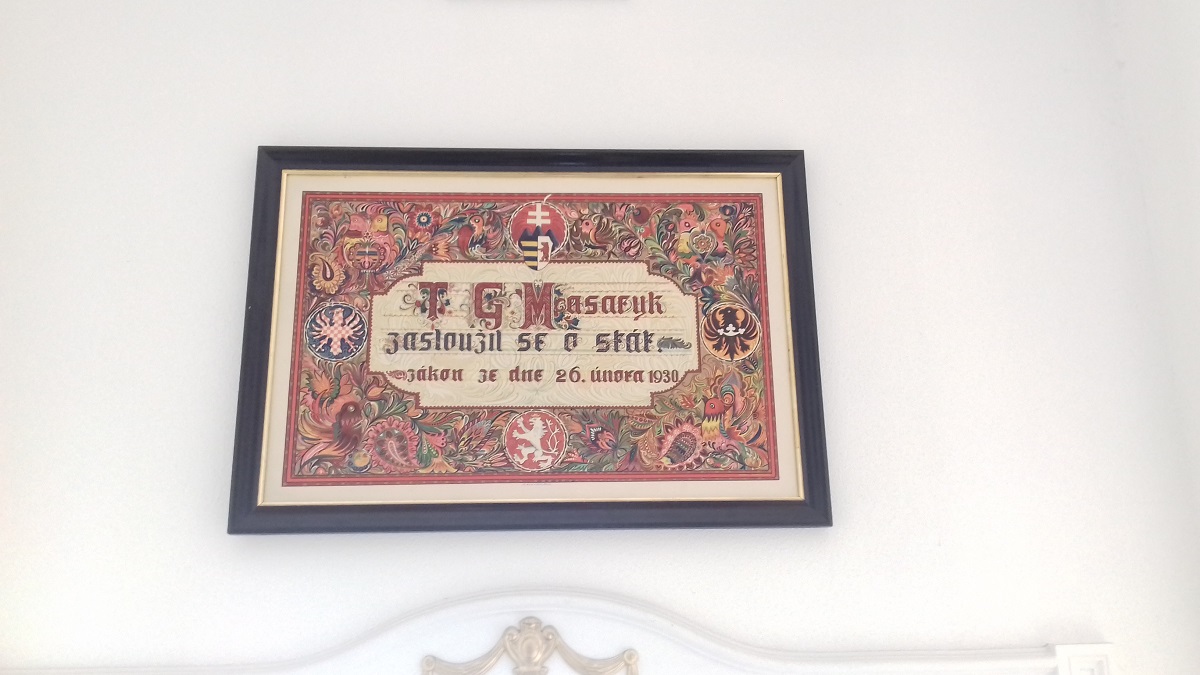 T G Masaryk
zasloužil se o stát.
zákon ze dne 26. února 1930